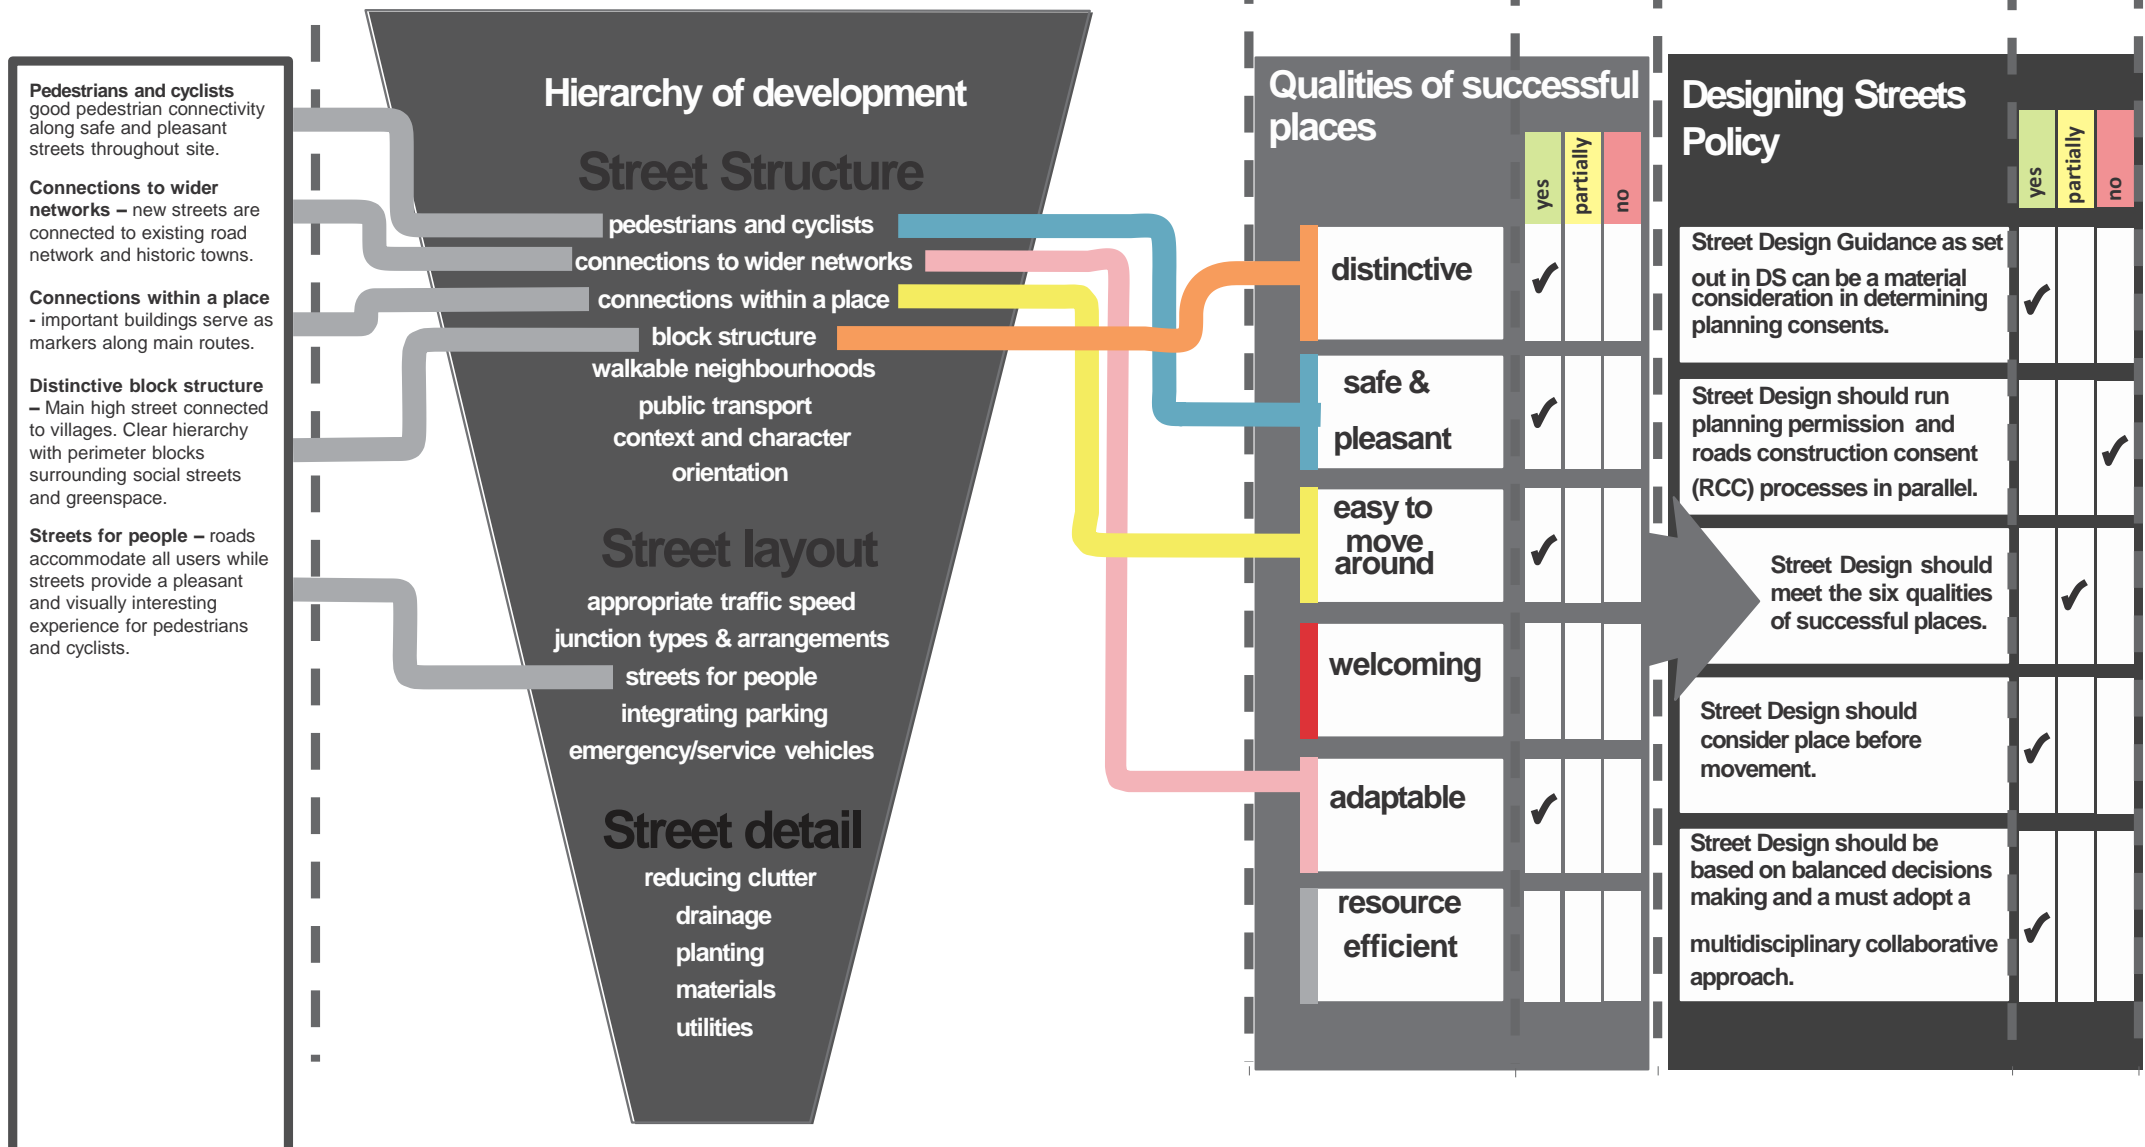 Pedestrians and cyclists
good pedestrian connectivity
along safe and pleasant
streets throughout site.
Connections to wider
networks – new streets are
connected to existing road
network and historic towns.
Connections within a place
- important buildings serve as
markers along main routes.
Distinctive block structure
– Main high street connected
to villages. Clear hierarchy
with perimeter blocks
surrounding social streets
and greenspace.
Streets for people – roads
accommodate all users while
streets provide a pleasant
and visually interesting
experience for pedestrians
and cyclists.
Hierarchy of development
Street Structure
pedestrians and cyclists
connections to wider networks
connections within a place
block structure
walkable neighbourhoods
public transport
context and character
orientation
Street layout
appropriate traffic speed
junction types & arrangements
streets for people
integrating parking
emergency/service vehicles
Street detail
reducing clutter
drainage
planting
materials
utilities
Qualities of successful
places
yes
partially
no
distinctive
safe &
pleasant
easy to
move
around
welcoming
adaptable
resource
efficient
Designing Streets
Policy
yes
partially
no
Street Design Guidance as set
out in DS can be a material
consideration in determining
planning consents.
Street Design should run
planning permission and
roads construction consent
(RCC) processes in parallel.
Street Design should
meet the six qualities
of successful places.
Street Design should
consider place before
movement.
Street Design should be
based on balanced decisions
making and a must adopt a
multidisciplinary collaborative
approach.